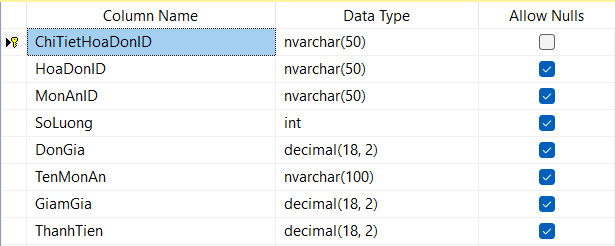 Column Name Data Type Allow Nulls
ChiTietHoaDonID nvarchar(50)
HoaDonID nvarchar(50)
MonAnID nvarchar(50)
SoLuong int
DonGia decimal(18, 2)
TenMonAn nvarchar(100)
GiamGia decimal(18, 2)
ThanhTien decimal(18, 2)